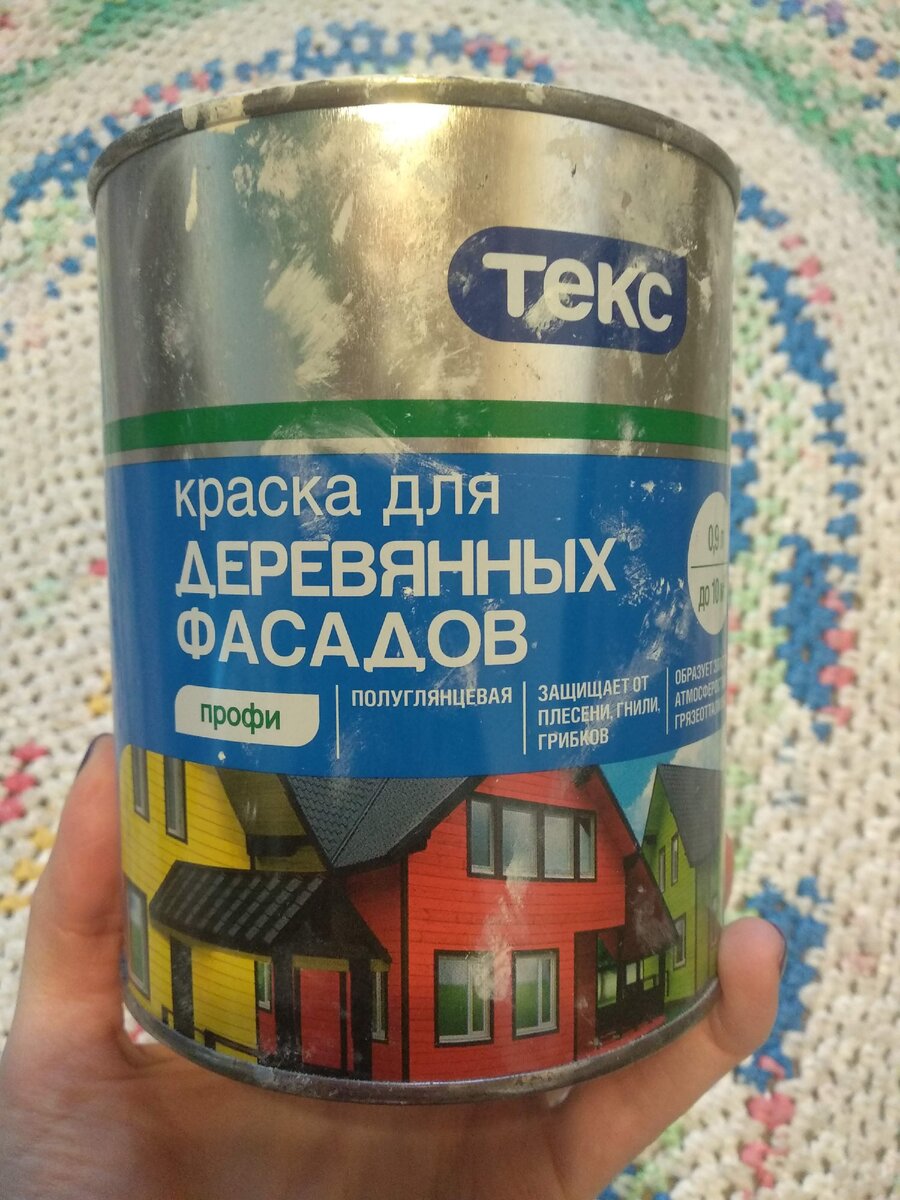 текс
краска для
ДЕРЕВЯННЫХ
ФАСАДОВ
профи
ПОЛУГЛЯНЦЕВАЯ
ЗАЩИЩАЕТ ОТ
ПЛЕСЕНИ, ГНИЛИ,
ГРИБКОВ
ОБРАЗУЕТ
0,9 л
до 10